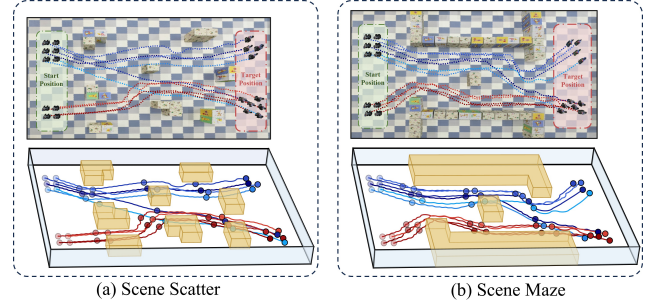 Start
Position
Target
Position
Start
Position
Target
Position
(a) Scene Scatter
(b) Scene Maze